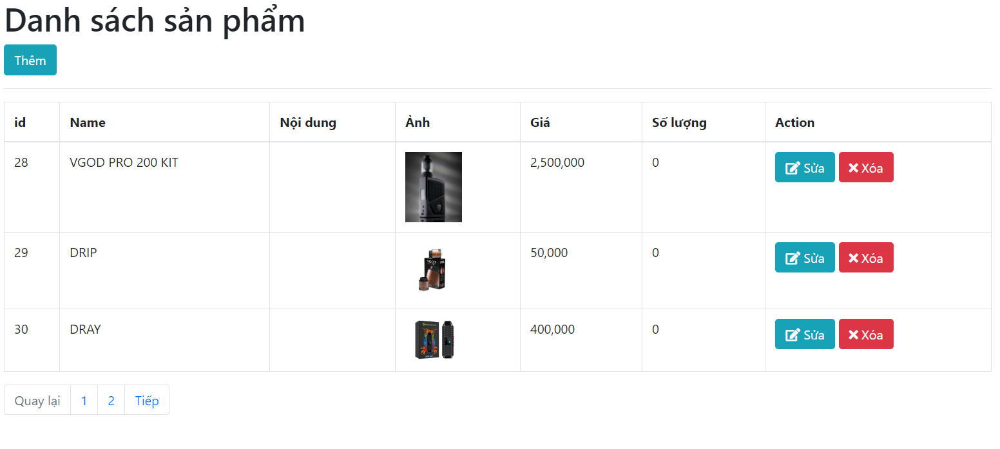 Danh sách sản phẩm
Thêm
id Name Nội dung Ảnh Giá Số lượng Action
28 VGOD PRO 200 KIT 2,500,000 0 Sửa Xóa
29 DRIP 50,000 0 Sửa Xóa
VGOD
30 DRAY 400,000 0 Sửa Xóa
Quay lại 1 2 Tiếp